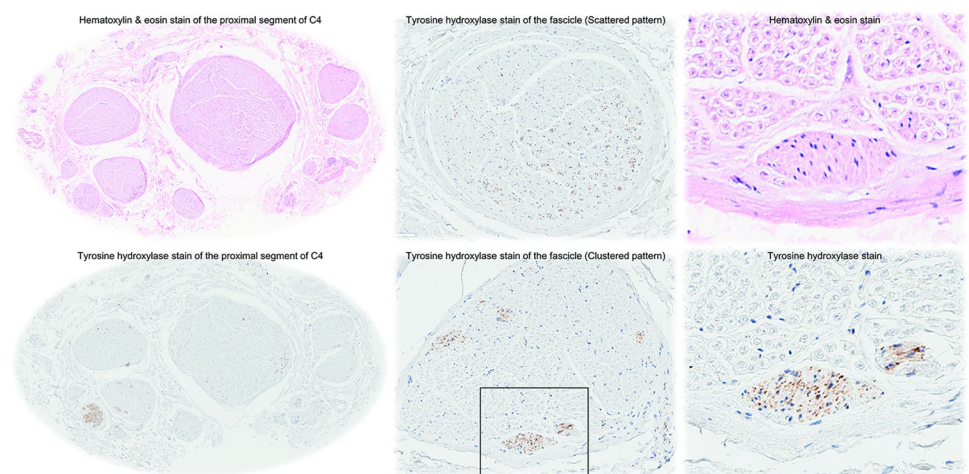 Hematoxylin & eosin stain of the proximal segment of C4
Tyrosine hydroxylase stain of the fascicle (Scattered pattern)
Hematoxylin & eosin stain
Tyrosine hydroxylase stain of the proximal segment of C4
Tyrosine hydroxylase stain of the fascicle (Clustered pattern)
Tyrosine hydroxylase stain